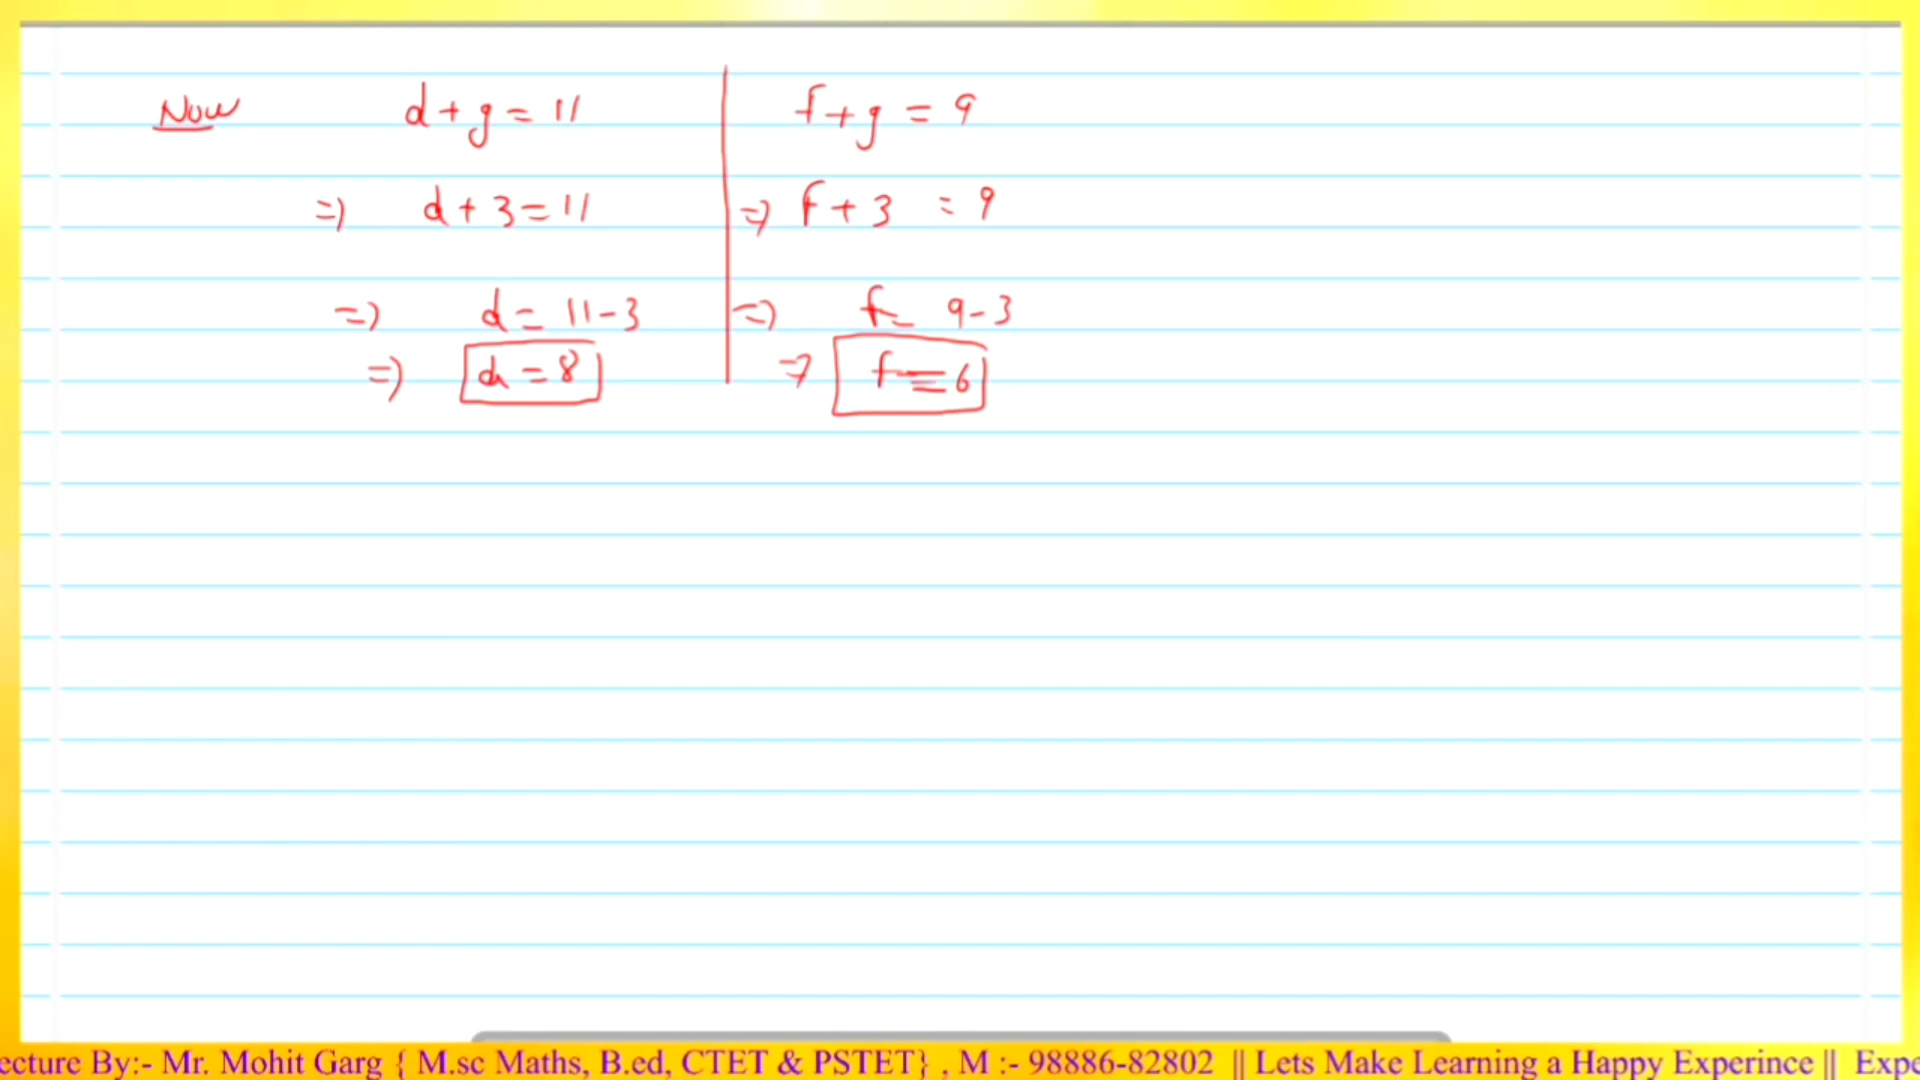 Now d+g=11
=> d+3=11
=> d= 11-3
=> d=8
f+g=9
=> f+3 =9
=> f= 9-3
=> f=6
ecture By:- Mr. Mohit Garg { M.sc Maths, B.ed, CTET & PSTET} , M :- 98886-82802 || Lets Make Learning a Happy Experince || Expe